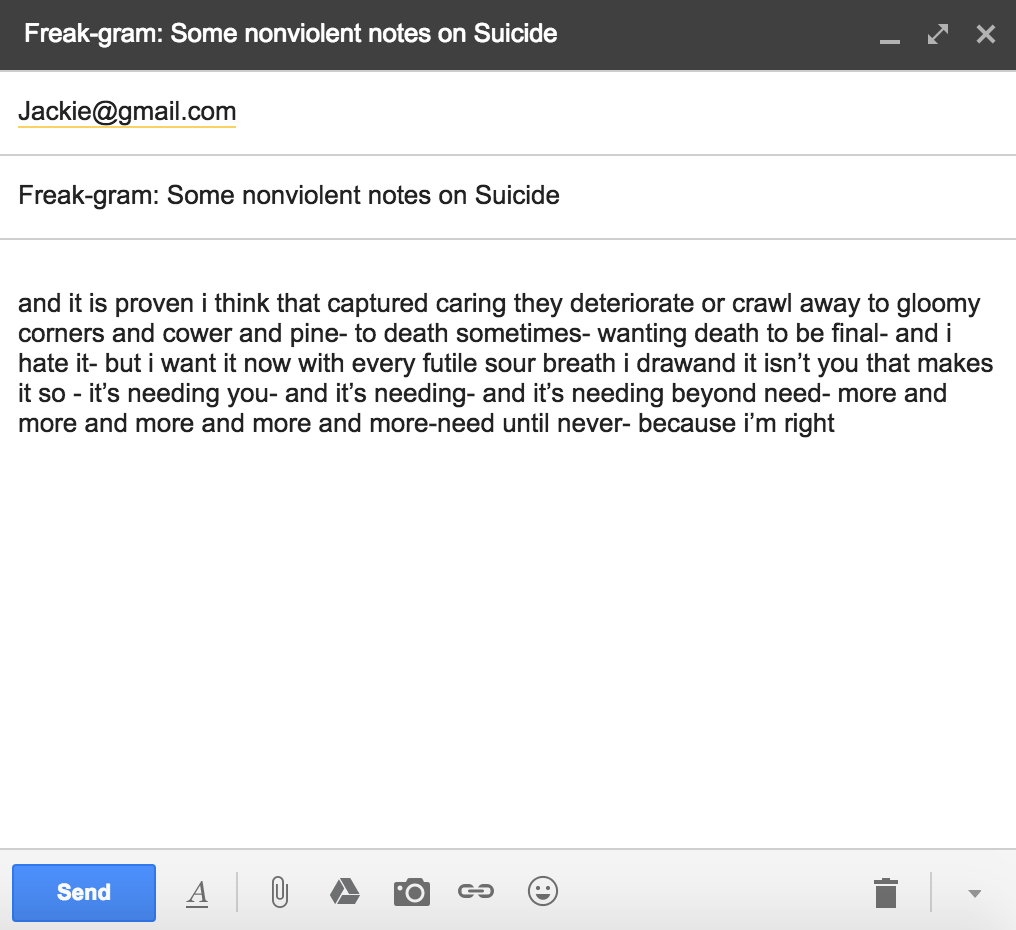 Freak-gram: Some nonviolent notes on Suicide
Jackie@gmail.com
Freak-gram: Some nonviolent notes on Suicide
and it is proven i think that captured caring they deteriorate or crawl away to gloomy
corners and cower and pine- to death sometimes- wanting death to be final- and i
hate it- but i want it now with every futile sour breath i drawand it isn’t you that makes
it so - it’s needing you- and it’s needing- and it’s needing beyond need- more and
more and more and more and more-need until never- because i’m right
Send
A